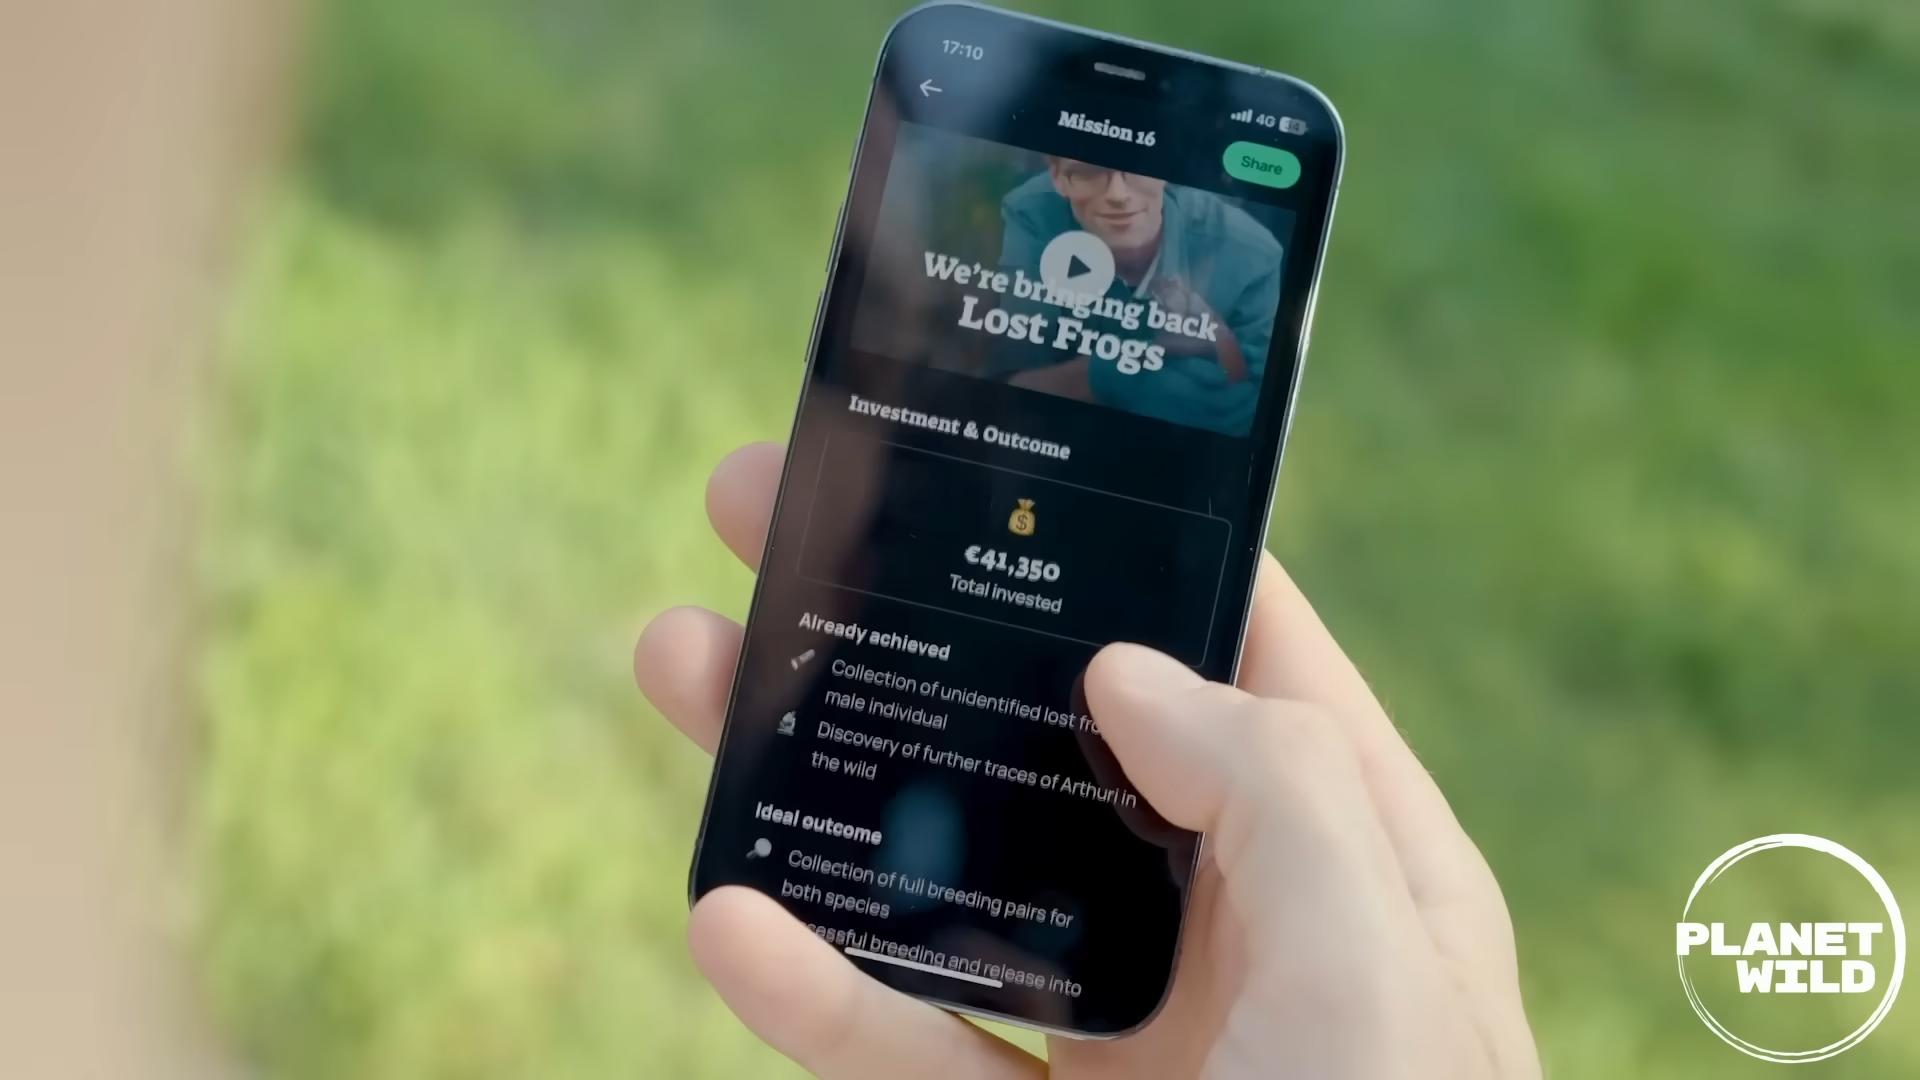 17:10
4G 34
Mission 16
Share
We're bringing back
Lost Frogs
Investment & Outcome
€41,350
Total invested
Already achieved
Collection of unidentified lost
male individual
Discovery of further traces of Arthuri in
the wild
Ideal outcome
Collection of full breeding pairs for
both species
breeding and release into
PLANET
WILD